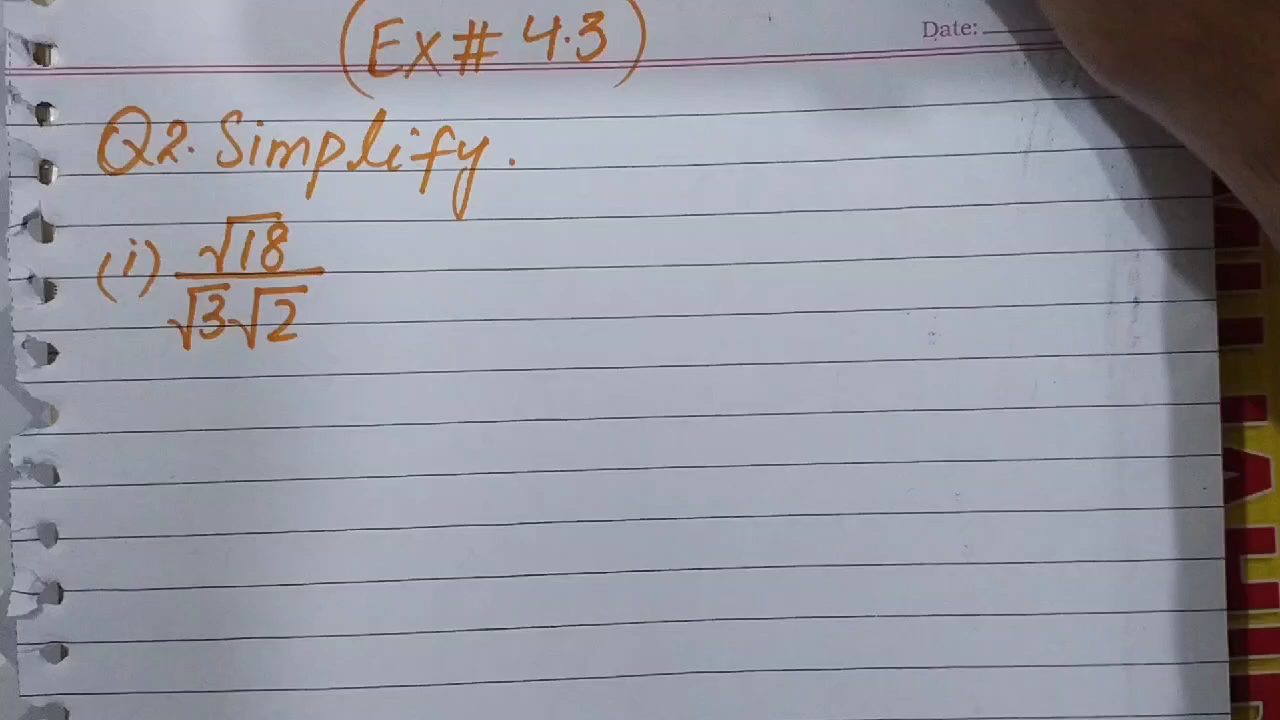 (Ex# 4.3)
Date:
Q2. Simplify.
(i) √18
√3√2